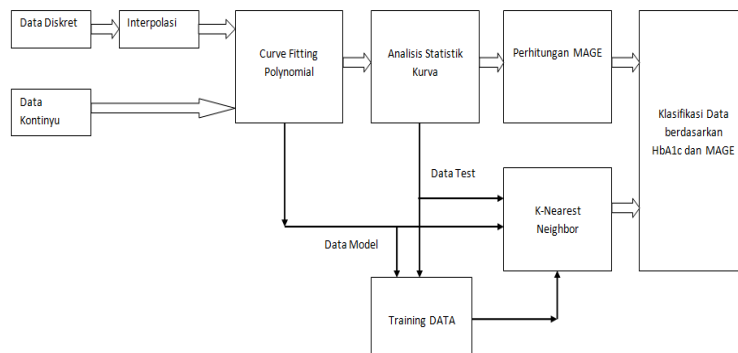 Data Diskret
Interpolasi
Curve Fitting
Polynomial
Analisis Statistik
Kurva
Perhitungan MAGE
Data
Kontinyu
Klasifikasi Data
berdasarkan
HbA1c dan MAGE
Data Test
K-Nearest
Neighbor
Data Model
Training DATA